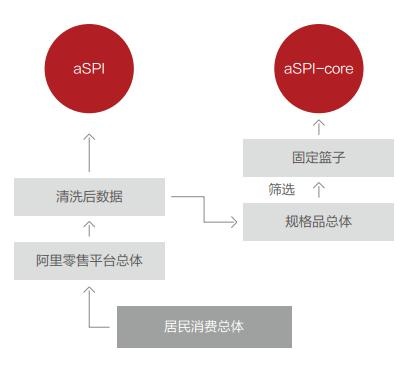 aSPI
aSPI-core
固定篮子
筛选
清洗后数据
规格品总体
阿里零售平台总体
居民消费总体